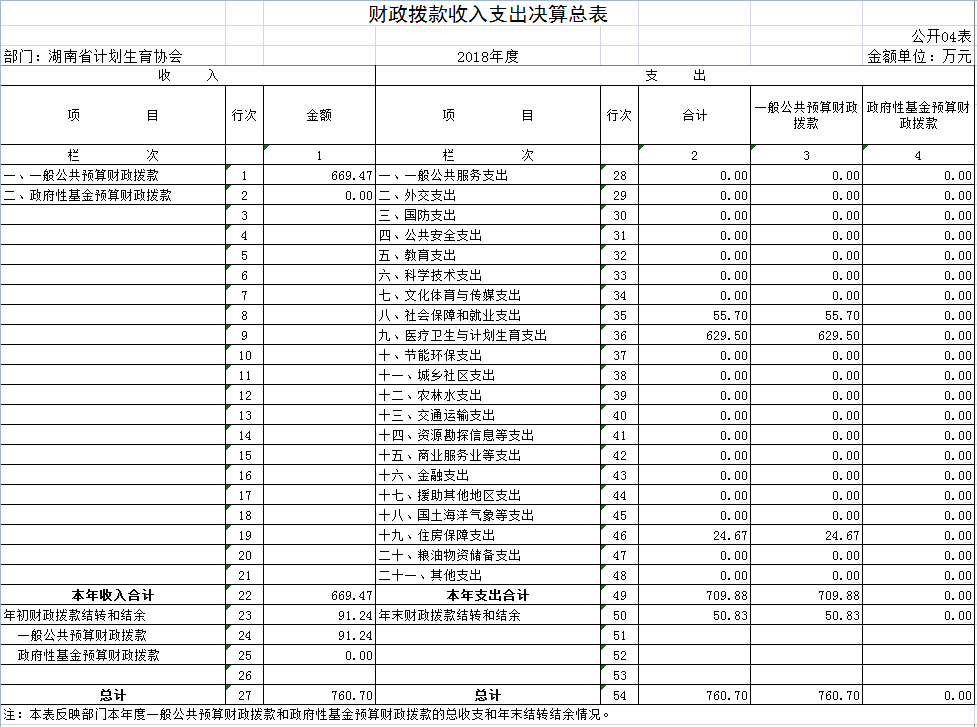 财政拨款收入支出决算总表
公开04表
部门：湖南省计划生育协会 2018年度 金额单位：万元
收 入 支 出
项 目 行次 金额 项 目 行次 合计 一般公共预算财政拨款 政府性基金预算财政拨款
栏 次 1 栏 次 2 3 4
一、一般公共预算财政拨款 1 669.47 一、一般公共服务支出 28 0.00 0.00 0.00
二、政府性基金预算财政拨款 2 0.00 二、外交支出 29 0.00 0.00 0.00
3 三、国防支出 30 0.00 0.00 0.00
4 四、公共安全支出 31 0.00 0.00 0.00
5 五、教育支出 32 0.00 0.00 0.00
6 六、科学技术支出 33 0.00 0.00 0.00
7 七、文化体育与传媒支出 34 0.00 0.00 0.00
8 八、社会保障和就业支出 35 55.70 55.70 0.00
9 九、医疗卫生与计划生育支出 36 629.50 629.50 0.00
10 十、节能环保支出 37 0.00 0.00 0.00
11 十一、城乡社区支出 38 0.00 0.00 0.00
12 十二、农林水支出 39 0.00 0.00 0.00
13 十三、交通运输支出 40 0.00 0.00 0.00
14 十四、资源勘探信息等支出 41 0.00 0.00 0.00
15 十五、商业服务业等支出 42 0.00 0.00 0.00
16 十六、金融支出 43 0.00 0.00 0.00
17 十七、援助其他地区支出 44 0.00 0.00 0.00
18 十八、国土海洋气象等支出 45 0.00 0.00 0.00
19 十九、住房保障支出 46 24.67 24.67 0.00
20 二十、粮油物资储备支出 47 0.00 0.00 0.00
21 二十一、其他支出 48 0.00 0.00 0.00
本年收入合计 22 669.47 本年支出合计 49 709.88 709.88 0.00
年初财政拨款结转和结余 23 91.24 年末财政拨款结转和结余 50 50.83 50.83 0.00
一般公共预算财政拨款 24 91.24 51
政府性基金预算财政拨款 25 0.00 52
26 53
总计 27 760.70 总计 54 760.70 760.70 0.00
注：本表反映部门本年度一般公共预算财政拨款和政府性基金预算财政拨款的总收支和年末结转结余情况。